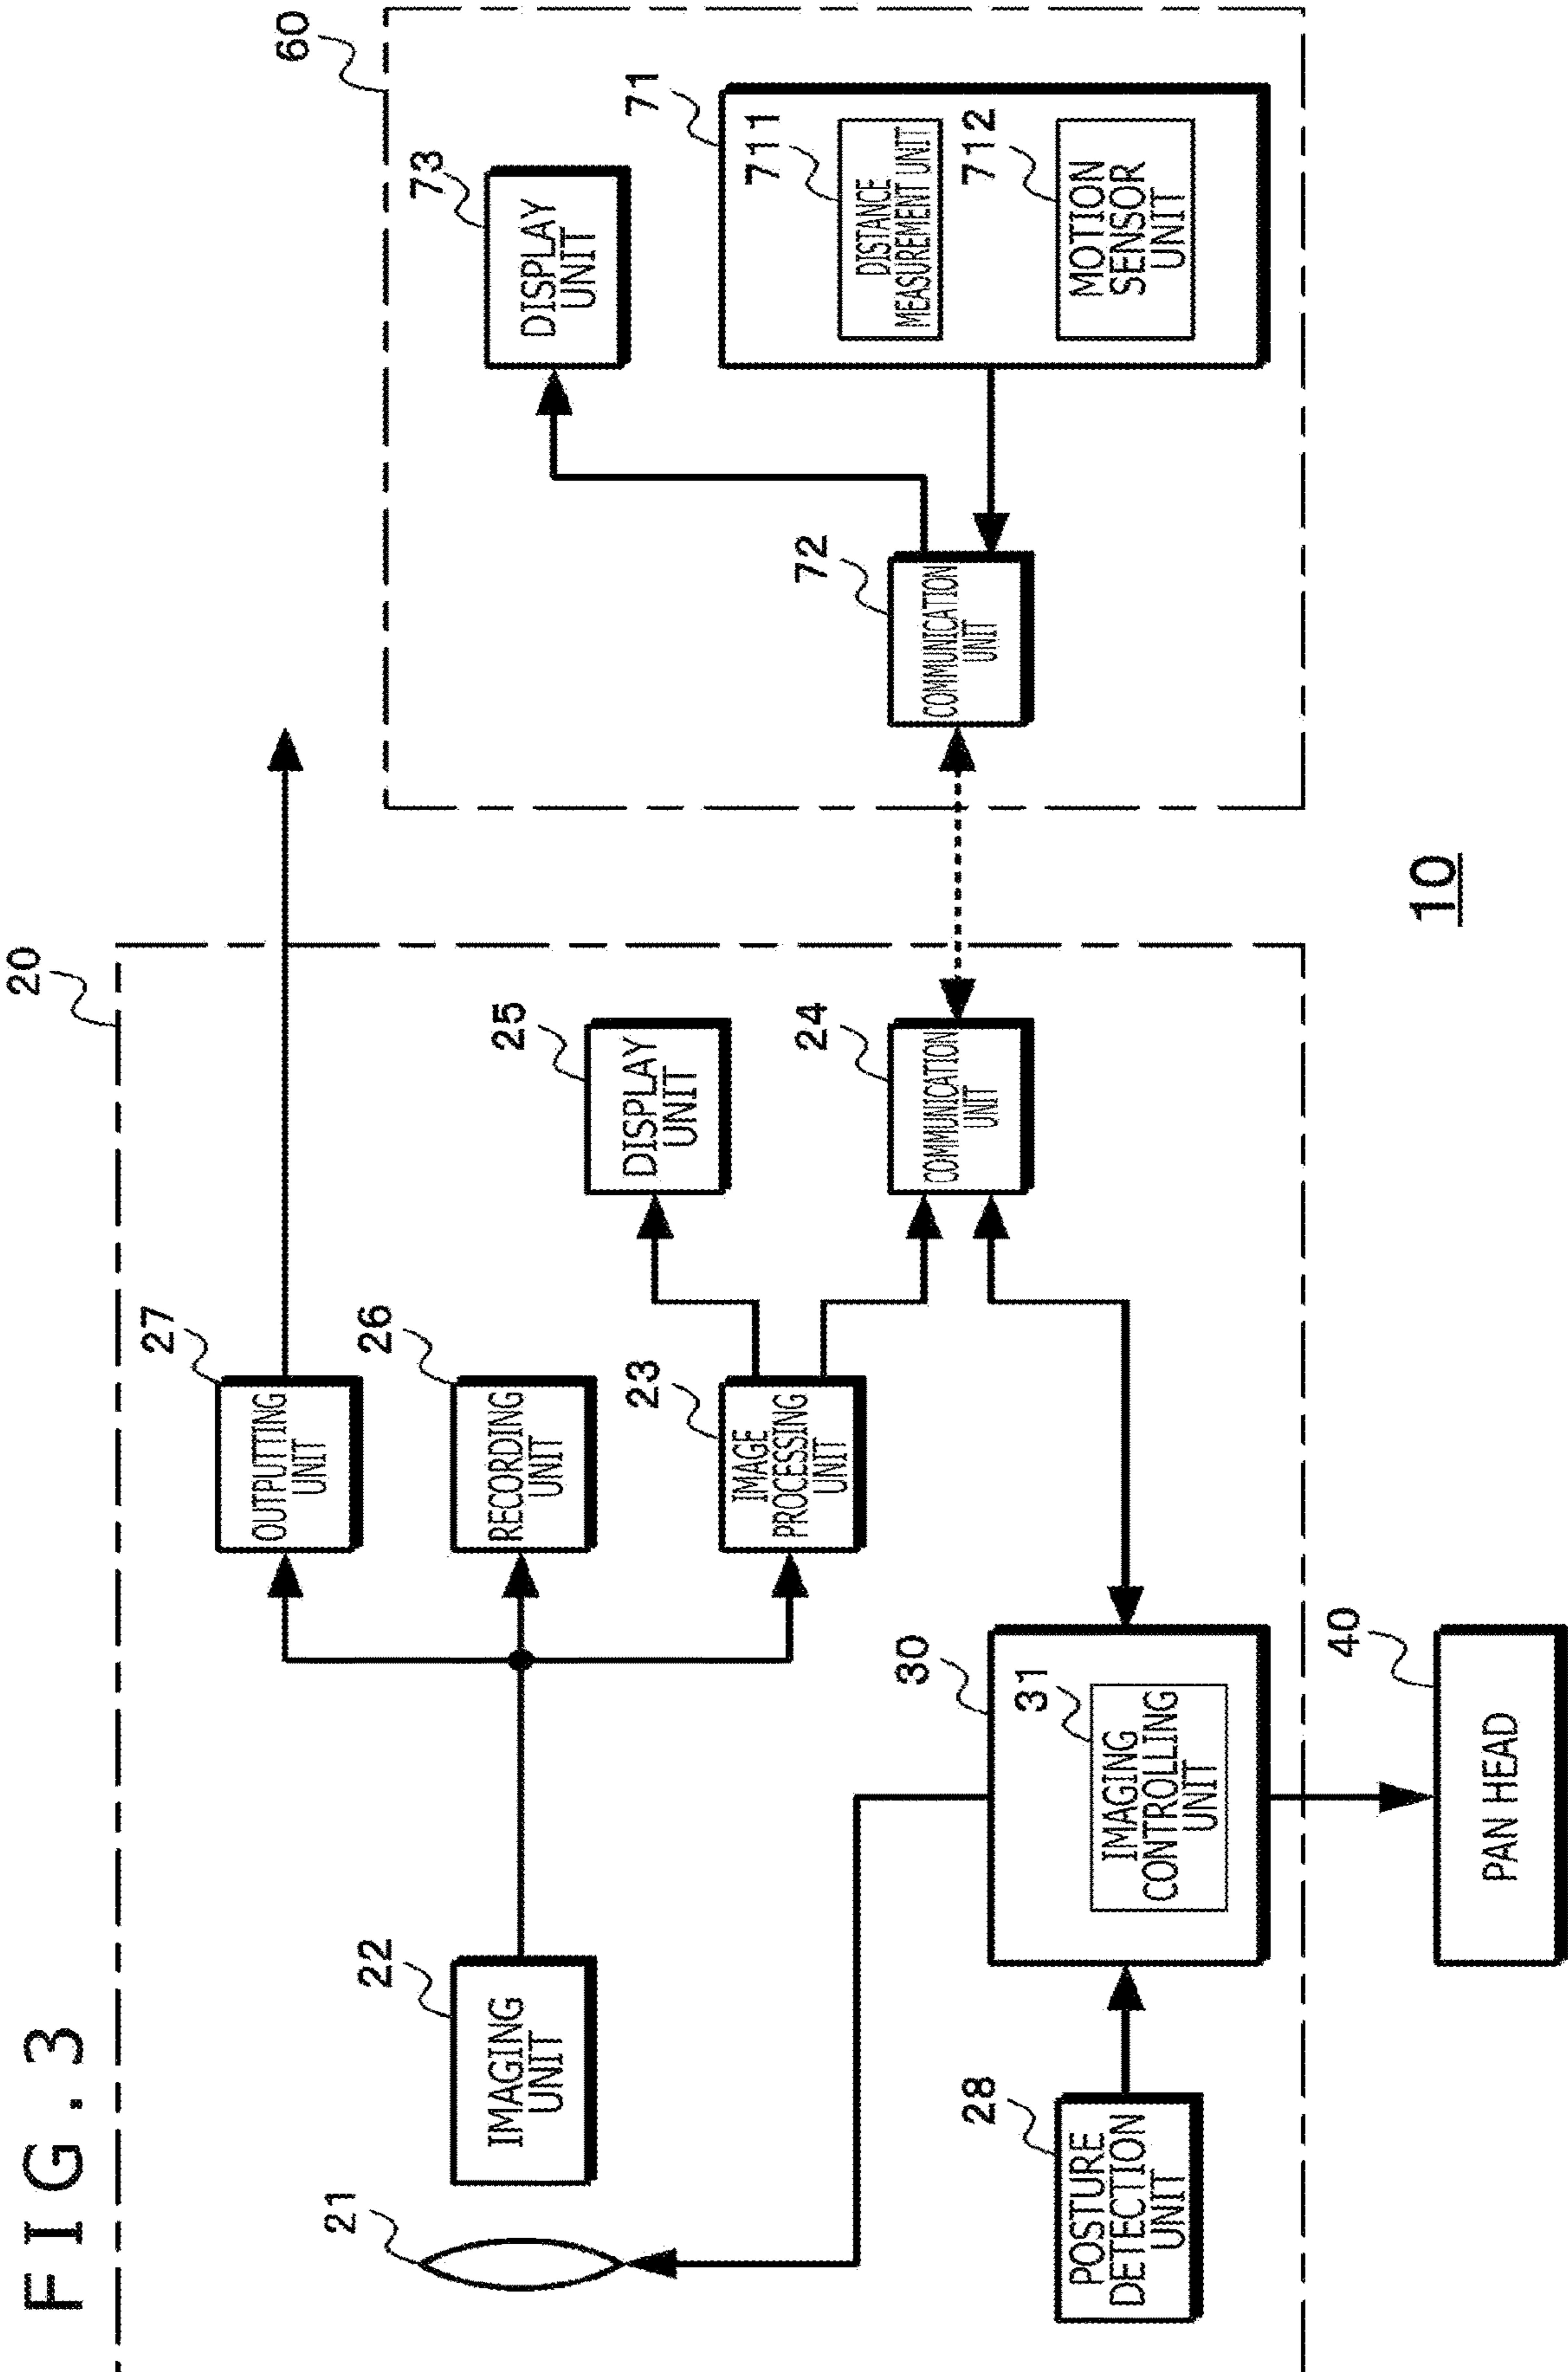 FIG.3
20
60
27
OUTPUTTING
UNIT
22
IMAGING
UNIT
26
RECORDING
UNIT
73
DISPLAY
UNIT
21
25
DISPLAY
UNIT
23
IMAGE
PROCESSING
UNIT
71
711
DISTANCE
MEASUREMENT UNIT
24
COMMUNICATION
UNIT
72
COMMUNICATION
UNIT
712
MOTION
SENSOR
UNIT
28
POSTURE
DETECTION
UNIT
30
31
IMAGING
CONTROLLING
UNIT
40
PAN HEAD
10